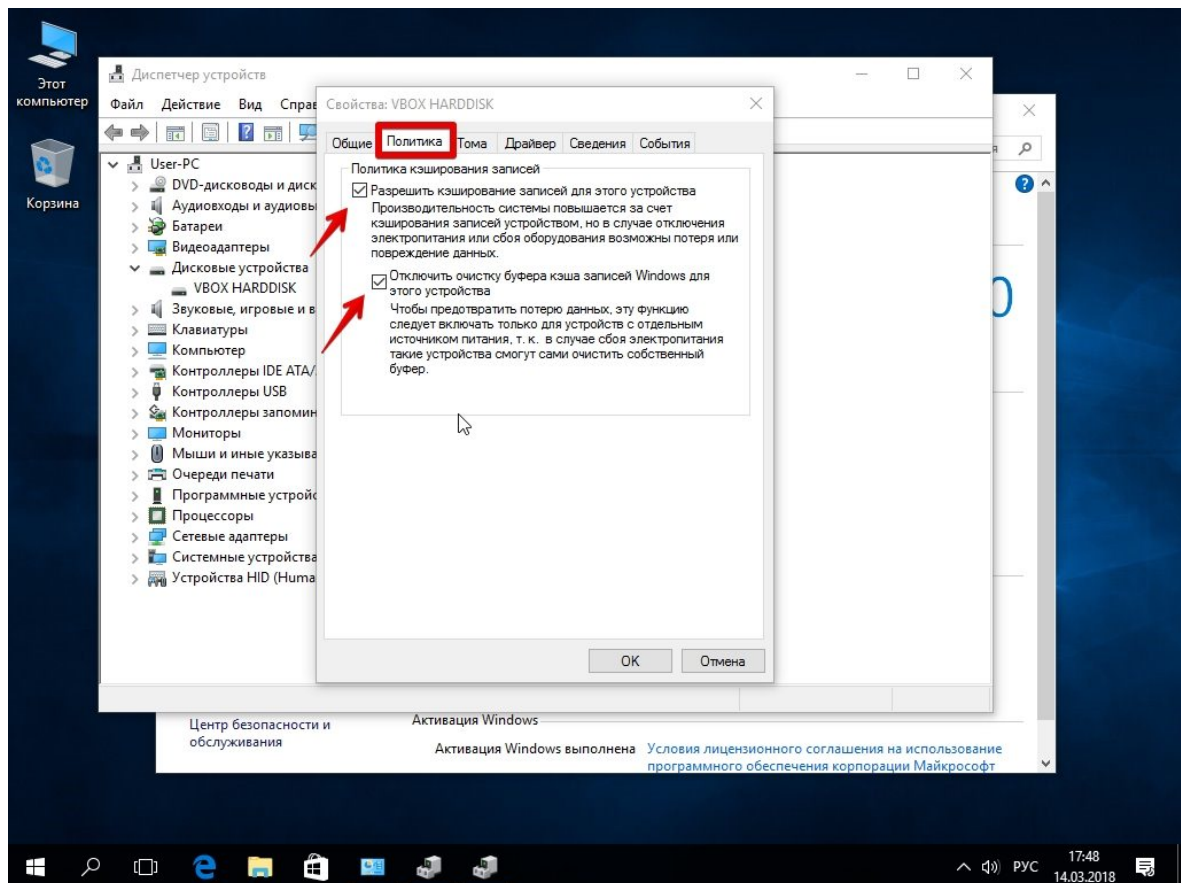 Этот
компьютер
Корзина
Диспетчер устройств
Файл Действие Вид Справ
User-PC
DVD-дисководы и диск
Аудиовходы и аудиовы
Батареи
Видеоадаптеры
Дисковые устройства
VBOX HARDDISK
Звуковые, игровые и в
Клавиатуры
Компьютер
Контроллеры IDE ATA/
Контроллеры USB
Контроллеры запомин
Мониторы
Мыши и иные указыва
Очереди печати
Программные устройс
Процессоры
Сетевые адаптеры
Системные устройства
Устройства HID (Huma
Свойства: VBOX HARDDISK
Общие Политика Тома Драйвер Сведения События
Политика кэширования записей
Разрешить кэширование записей для этого устройства
Производительность системы повышается за счет
кэширования записей устройством, но в случае отключения
электропитания или сбоя оборудования возможны потеря или
повреждение данных.
Отключить очистку буфера кэша записей Windows для
этого устройства
Чтобы предотвратить потерю данных, эту функцию
следует включать только для устройств с отдельным
источником питания, т. к. в случае сбоя электропитания
такие устройства смогут сами очистить собственный
буфер.
OK Отмена
я
0
Центр безопасности и
обслуживания
Активация Windows
Активация Windows выполнена Условия лицензионного соглашения на использование
программного обеспечения корпорации Майкрософт
РУС
17:48
14.03.2018